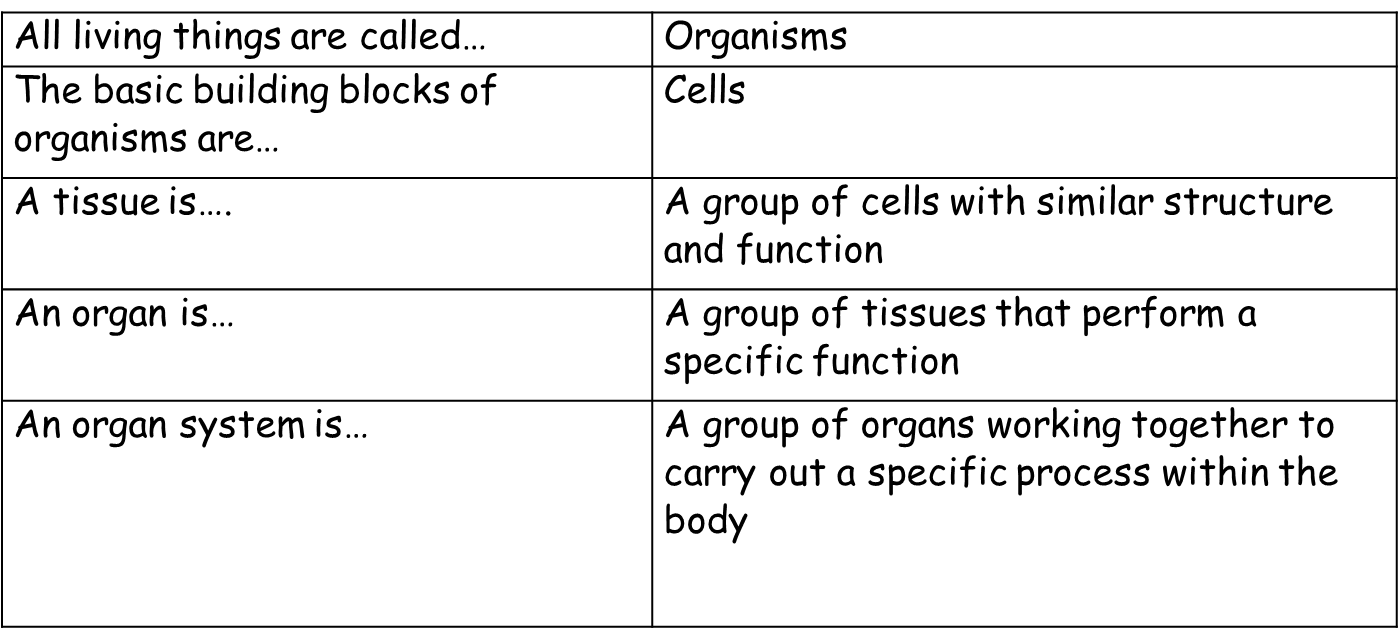 All living things are called…
Organisms
The basic building blocks of
organisms are…
Cells
A tissue is….
A group of cells with similar structure
and function
An organ is…
A group of tissues that perform a
specific function
An organ system is…
A group of organs working together to
carry out a specific process within the
body